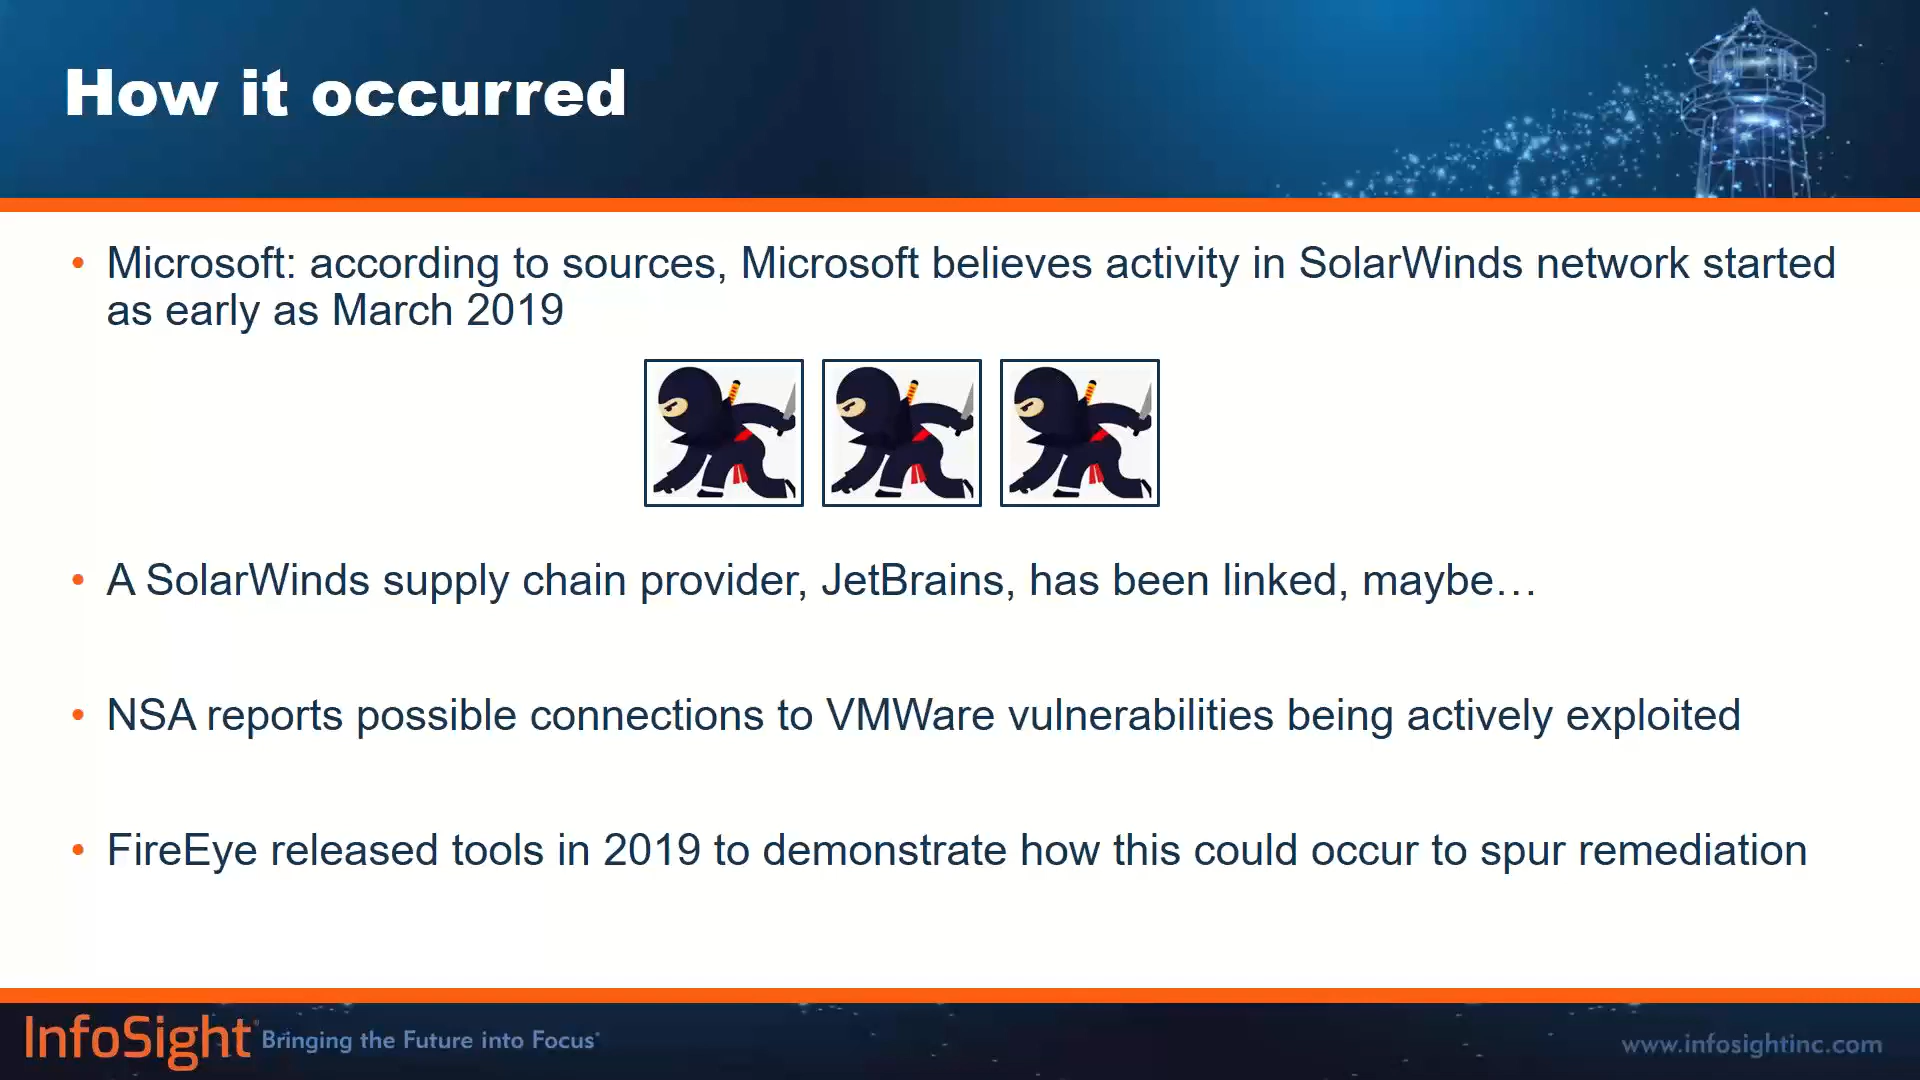 How it occurred
• Microsoft: according to sources, Microsoft believes activity in SolarWinds network started
as early as March 2019
• A SolarWinds supply chain provider, JetBrains, has been linked, maybe…
• NSA reports possible connections to VMWare vulnerabilities being actively exploited
• FireEye released tools in 2019 to demonstrate how this could occur to spur remediation
InfoSight® Bringing the Future into Focus®
www.infosightinc.com